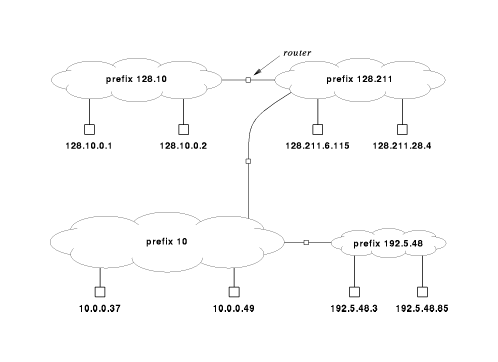 router
prefix 128.10
prefix 128.211
128.10.0.1
128.10.0.2
128.211.6.115
128.211.28.4
prefix 10
prefix 192.5.48
10.0.0.37
10.0.0.49
192.5.48.3
192.5.48.85